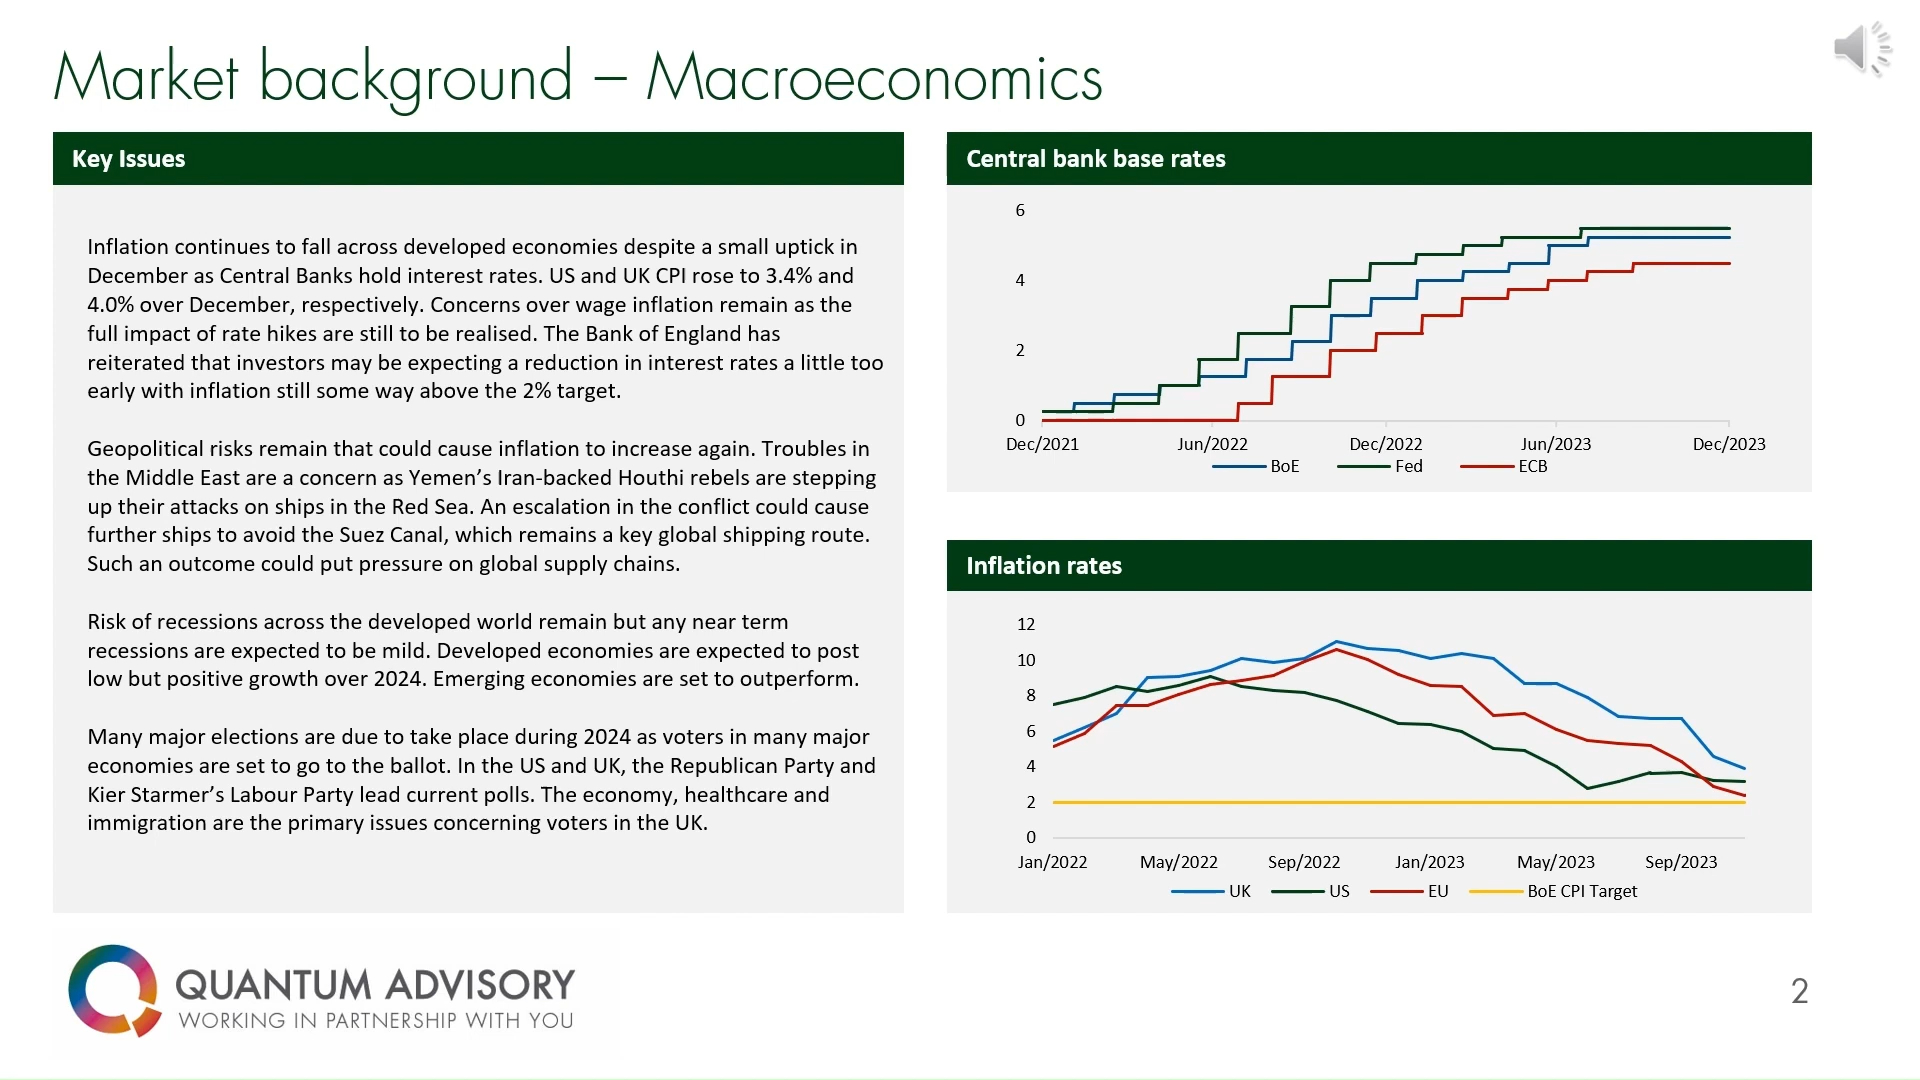 Market background – Macroeconomics
Key Issues
Inflation continues to fall across developed economies despite a small uptick in
December as Central Banks hold interest rates. US and UK CPI rose to 3.4% and
4.0% over December, respectively. Concerns over wage inflation remain as the
full impact of rate hikes are still to be realised. The Bank of England has
reiterated that investors may be expecting a reduction in interest rates a little too
early with inflation still some way above the 2% target.
Geopolitical risks remain that could cause inflation to increase again. Troubles in
the Middle East are a concern as Yemen’s Iran-backed Houthi rebels are stepping
up their attacks on ships in the Red Sea. An escalation in the conflict could cause
further ships to avoid the Suez Canal, which remains a key global shipping route.
Such an outcome could put pressure on global supply chains.
Risk of recessions across the developed world remain but any near term
recessions are expected to be mild. Developed economies are expected to post
low but positive growth over 2024. Emerging economies are set to outperform.
Many major elections are due to take place during 2024 as voters in many major
economies are set to go to the ballot. In the US and UK, the Republican Party and
Kier Starmer’s Labour Party lead current polls. The economy, healthcare and
immigration are the primary issues concerning voters in the UK.
Central bank base rates
6
4
2
0
Dec/2021 Jun/2022 Dec/2022 Jun/2023 Dec/2023
BoE Fed ECB
Inflation rates
12
10
8
6
4
2
0
Jan/2022 May/2022 Sep/2022 Jan/2023 May/2023 Sep/2023
UK US EU BoE CPI Target
QUANTUM ADVISORY
WORKING IN PARTNERSHIP WITH YOU
2